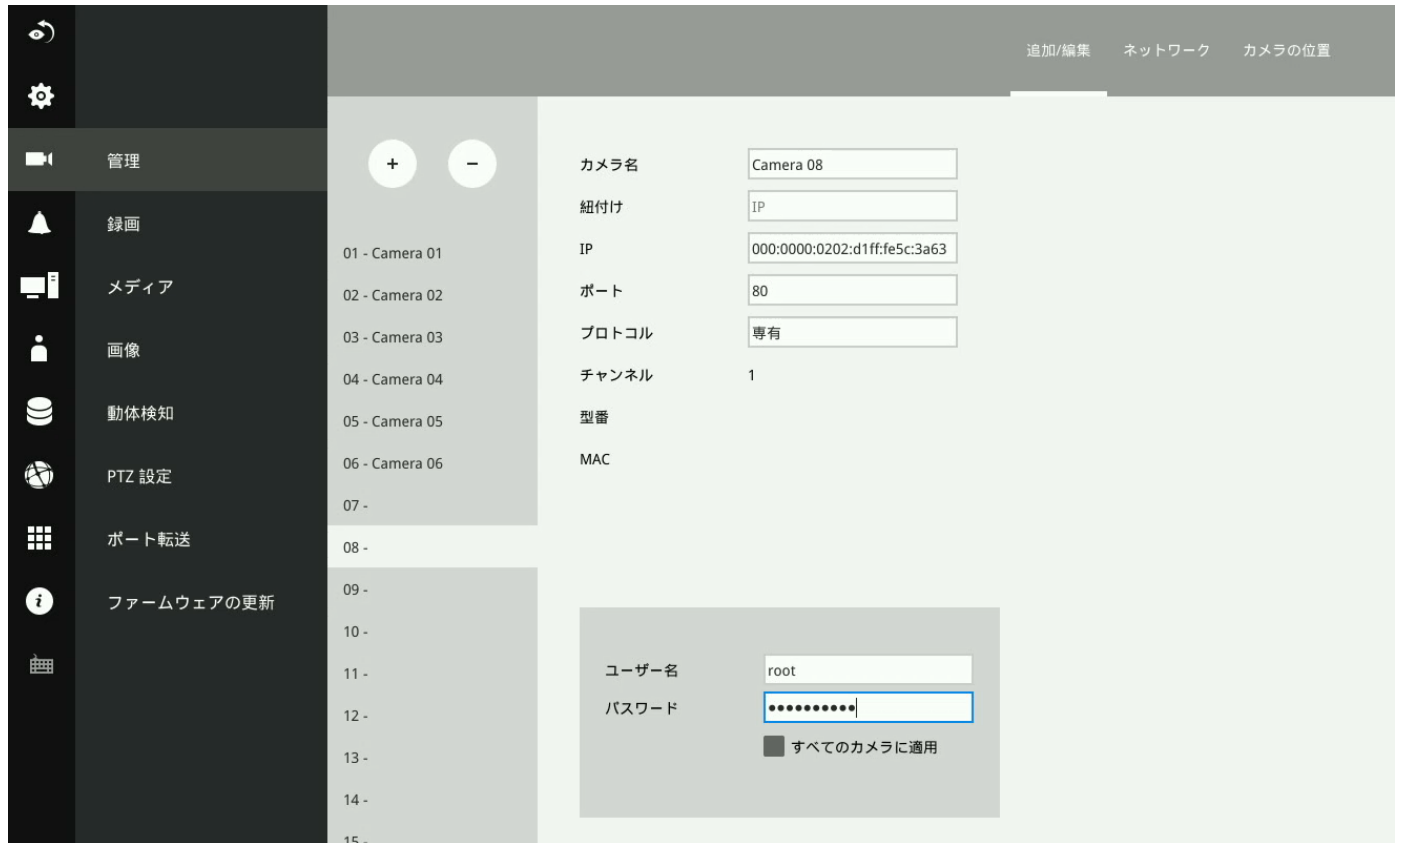 追加/編集 ネットワーク カメラの位置
管理
録画
メディア
画像
動体検知
PTZ 設定
ポート転送
ファームウェアの更新
+ -
01 - Camera 01
02 - Camera 02
03 - Camera 03
04 - Camera 04
05 - Camera 05
06 - Camera 06
07 -
08 -
09 -
10 -
11 -
12 -
13 -
14 -
15 -
カメラ名 Camera 08
紐付け IP
IP 000:0000:0202:d1ff:fe5c:3a63
ポート 80
プロトコル 専有
チャンネル 1
型番
MAC
ユーザー名 root
パスワード ••••••••••
すべてのカメラに適用